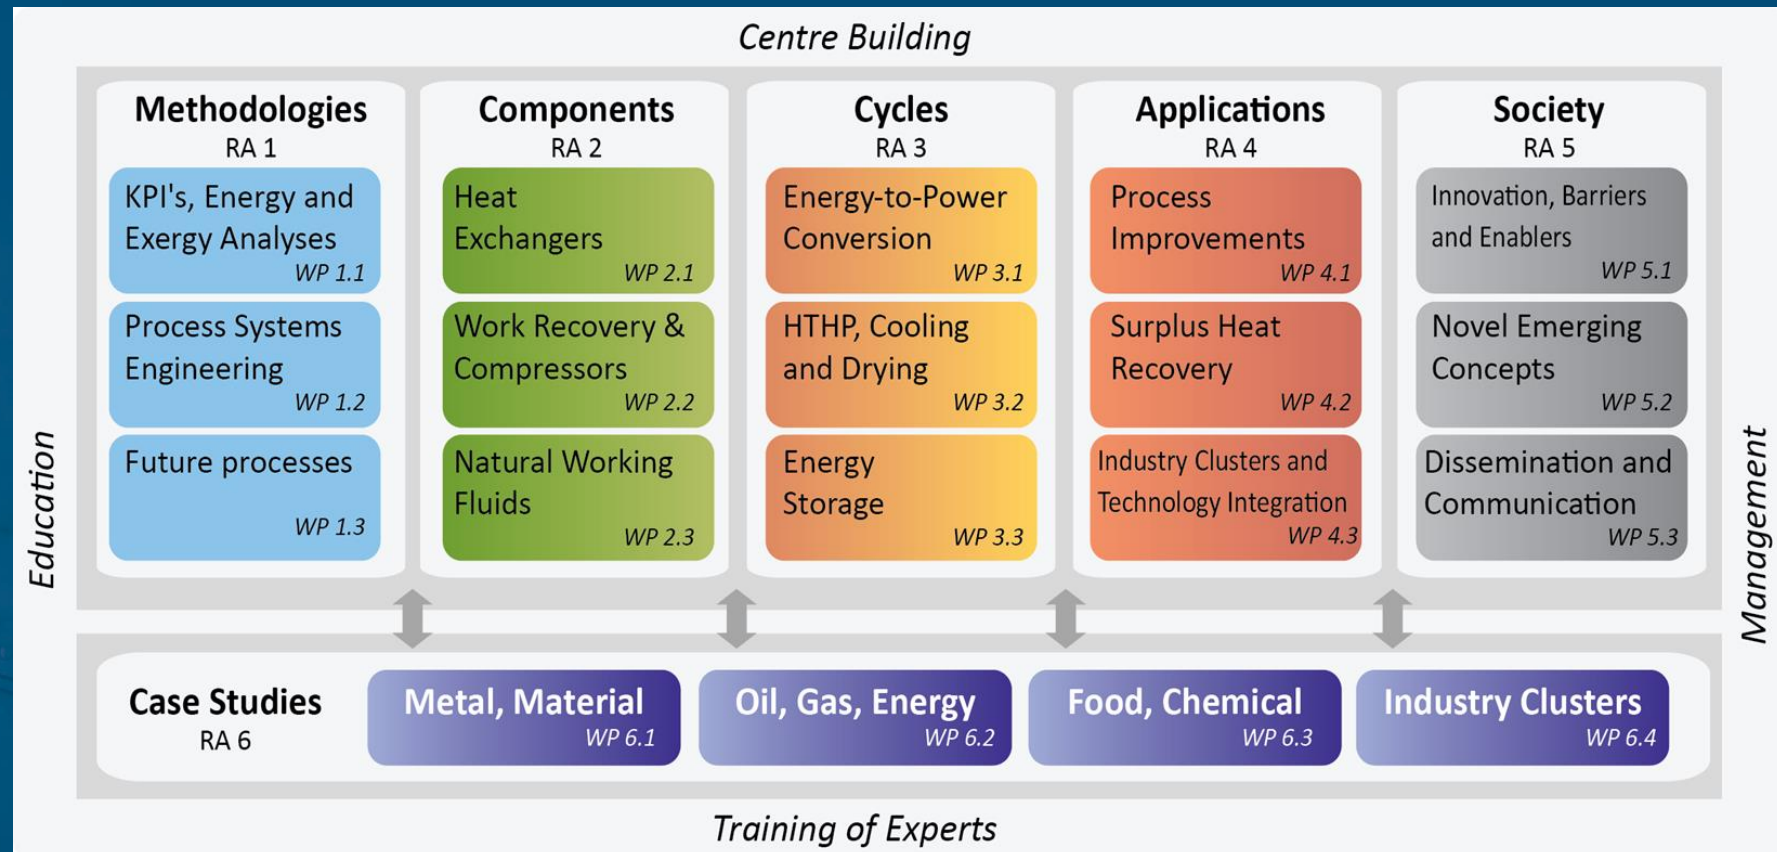 Centre Building
Methodologies
RA 1
KPI's, Energy and
Exergy Analyses
WP 1.1
Process Systems
Engineering
WP 1.2
Future processes
WP 1.3
Components
RA 2
Heat
Exchangers
WP 2.1
Work Recovery &
Compressors
WP 2.2
Natural Working
Fluids
WP 2.3
Cycles
RA 3
Energy-to-Power
Conversion
WP 3.1
HTHP, Cooling
and Drying
WP 3.2
Energy
Storage
WP 3.3
Applications
RA 4
Process
Improvements
WP 4.1
Surplus Heat
Recovery
WP 4.2
Industry Clusters and
Technology Integration
WP 4.3
Society
RA 5
Innovation, Barriers
and Enablers
WP 5.1
Novel Emerging
Concepts
WP 5.2
Dissemination and
Communication
WP 5.3
Education
Management
Case Studies
RA 6
Metal, Material
WP 6.1
Oil, Gas, Energy
WP 6.2
Food, Chemical
WP 6.3
Industry Clusters
WP 6.4
Training of Experts